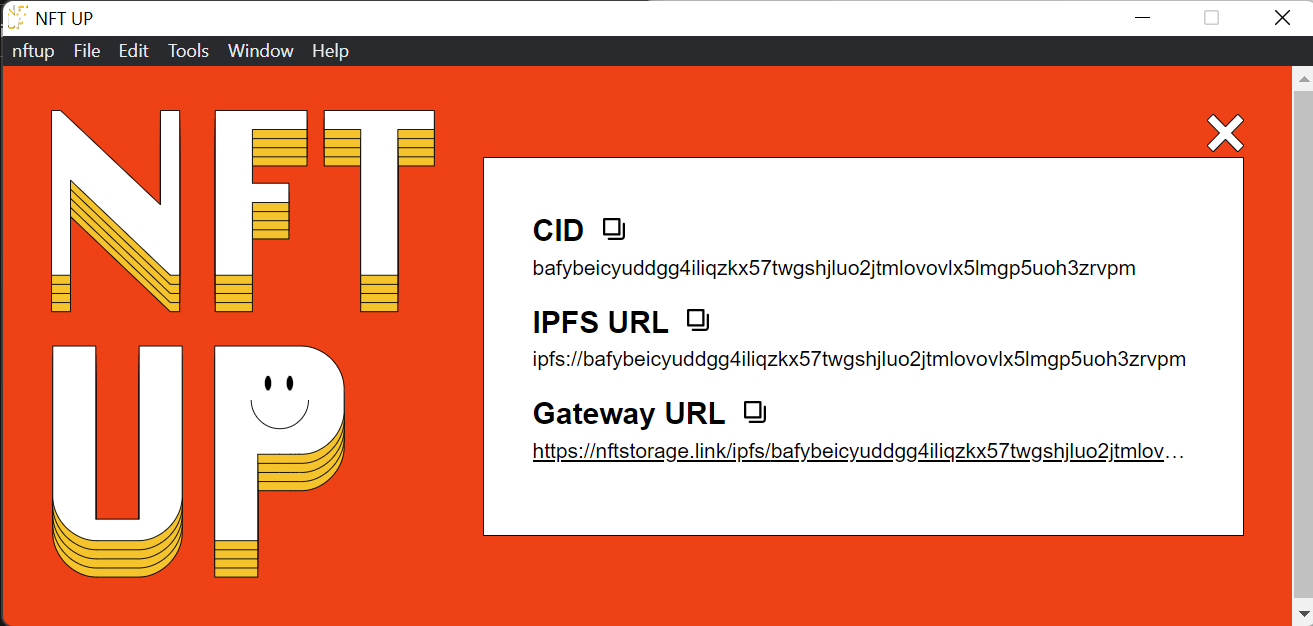 NFT UP
nftup File Edit Tools Window Help
NFT
UP
CID
bafybeicyuddgg4iliqzkx57twgshjluo2jtmlovovlx5lmgp5uoh3zrvpm
IPFS URL
ipfs://bafybeicyuddgg4iliqzkx57twgshjluo2jtmlovovlx5lmgp5uoh3zrvpm
Gateway URL
https://nftstorage.link/ipfs/bafybeicyuddgg4iliqzkx57twgshjluo2jtmlov…